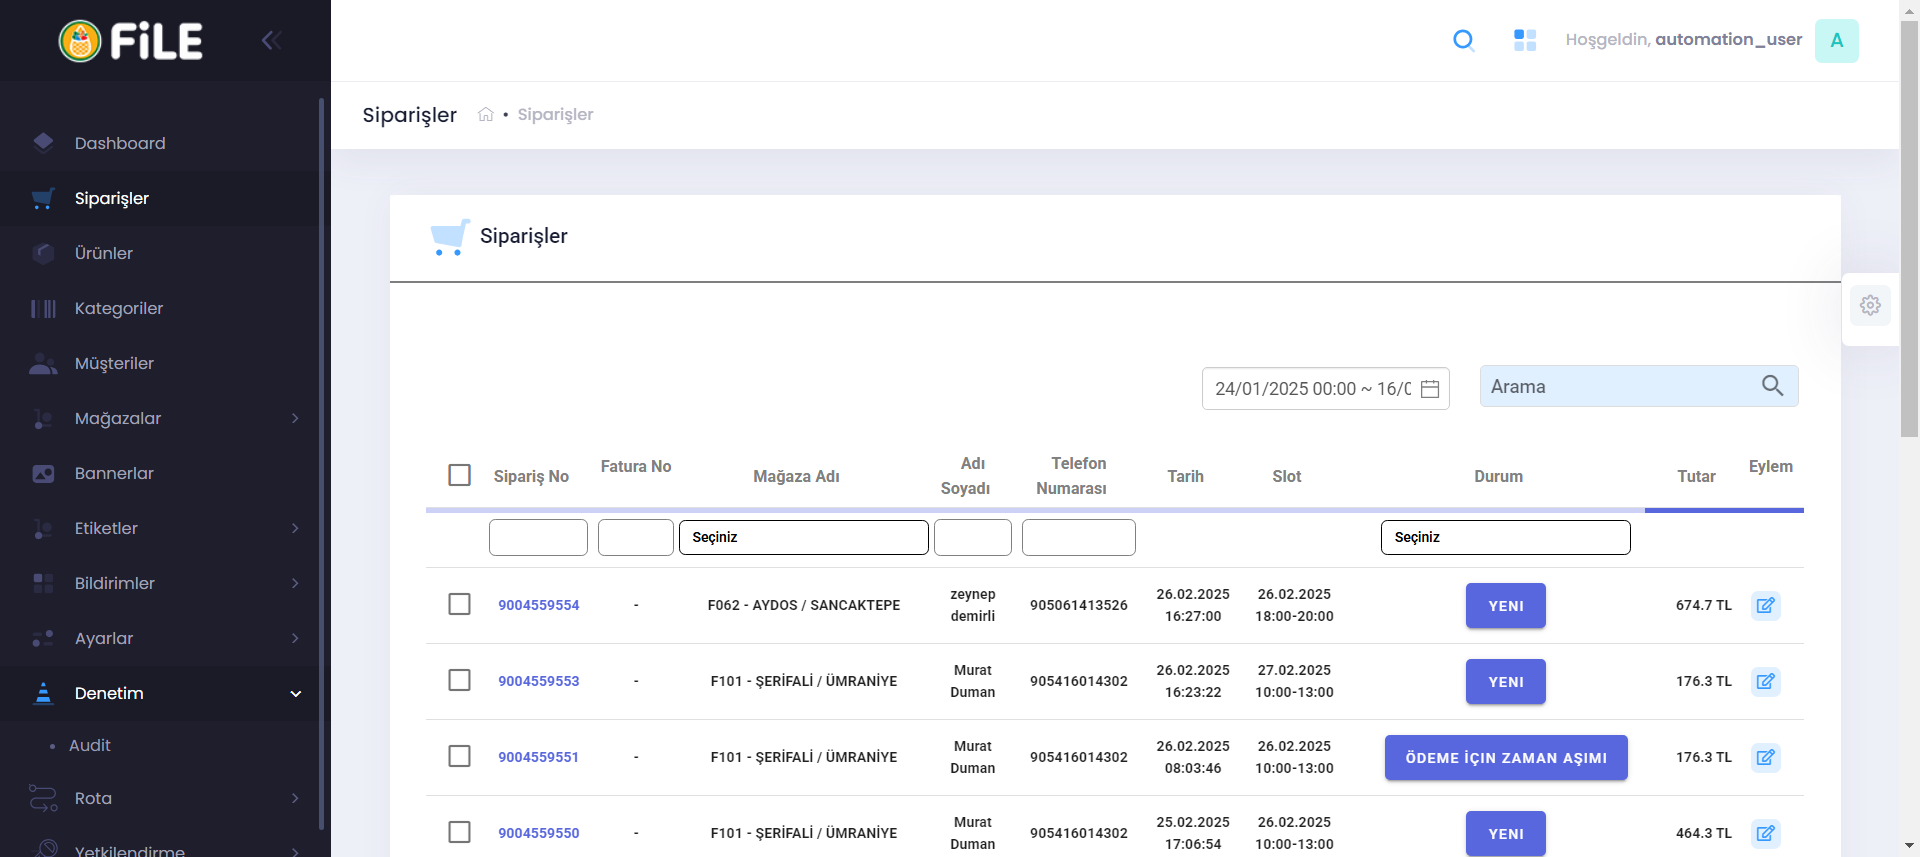 FiLE
Hoşgeldin, automation_user
A
Siparişler • Siparişler
Dashboard
Siparişler
Ürünler
Kategoriler
Müşteriler
Mağazalar
Bannerlar
Etiketler
Bildirimler
Ayarlar
Denetim
Audit
Rota
Yetkilendirme
Siparişler
24/01/2025 00:00 ~ 16/0
Arama
Sipariş No
Fatura No
Mağaza Adı
Adı
Soyadı
Telefon
Numarası
Tarih
Slot
Durum
Tutar
Eylem
Seçiniz
Seçiniz
9004559554 - F062 - AYDOS / SANCAKTEPE zeynep demirli 905061413526 26.02.2025 16:27:00 26.02.2025 18:00-20:00 YENI 674.7 TL
9004559553 - F101 - ŞERİFALİ / ÜMRANİYE Murat Duman 905416014302 26.02.2025 16:23:22 27.02.2025 10:00-13:00 YENI 176.3 TL
9004559551 - F101 - ŞERİFALİ / ÜMRANİYE Murat Duman 905416014302 26.02.2025 08:03:46 26.02.2025 10:00-13:00 ÖDEME İÇİN ZAMAN AŞIMI 176.3 TL
9004559550 - F101 - ŞERİFALİ / ÜMRANİYE Murat Duman 905416014302 25.02.2025 17:06:54 26.02.2025 10:00-13:00 YENI 464.3 TL